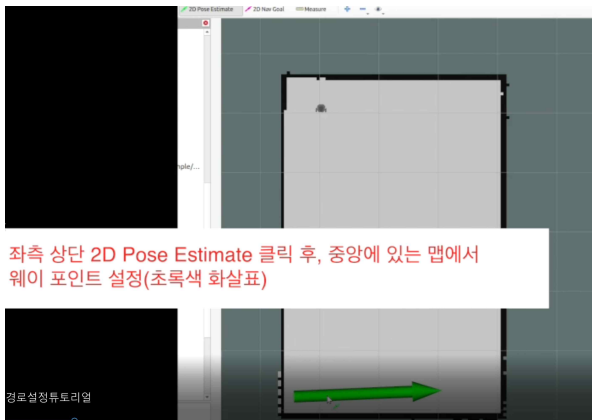 2D Pose Estimate 2D Nav Goal Measure
mple/...
좌측 상단 2D Pose Estimate 클릭 후, 중앙에 있는 맵에서
웨이 포인트 설정(초록색 화살표)
경로설정튜토리얼